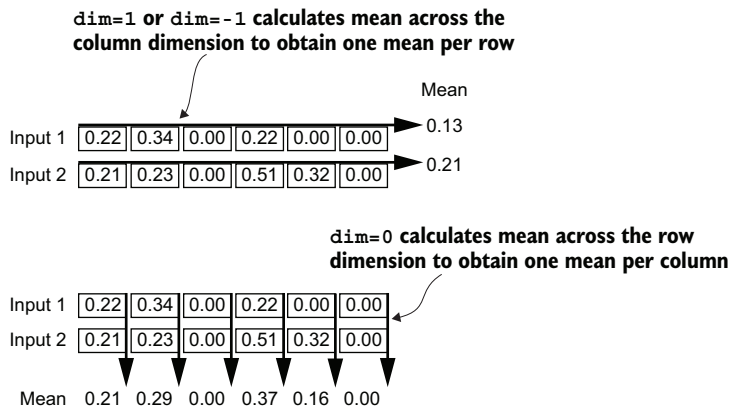 dim=1 or dim=-1 calculates mean across the
column dimension to obtain one mean per row
Mean
Input 1 0.22 0.34 0.00 0.22 0.00 0.00 0.13
Input 2 0.21 0.23 0.00 0.51 0.32 0.00 0.21
dim=0 calculates mean across the row
dimension to obtain one mean per column
Input 1 0.22 0.34 0.00 0.22 0.00 0.00
Input 2 0.21 0.23 0.00 0.51 0.32 0.00
Mean 0.21 0.29 0.00 0.37 0.16 0.00